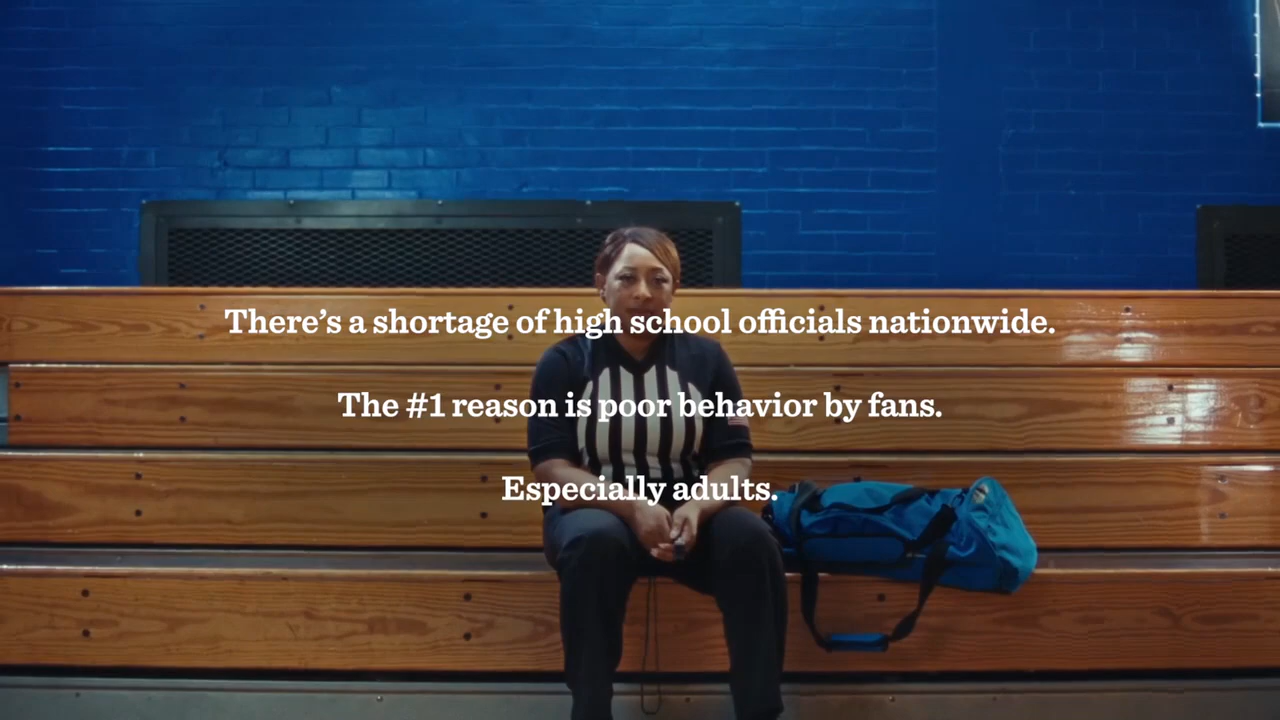 There's a shortage of high school officials nationwide.
The #1 reason is poor behavior by fans.
Especially adults.